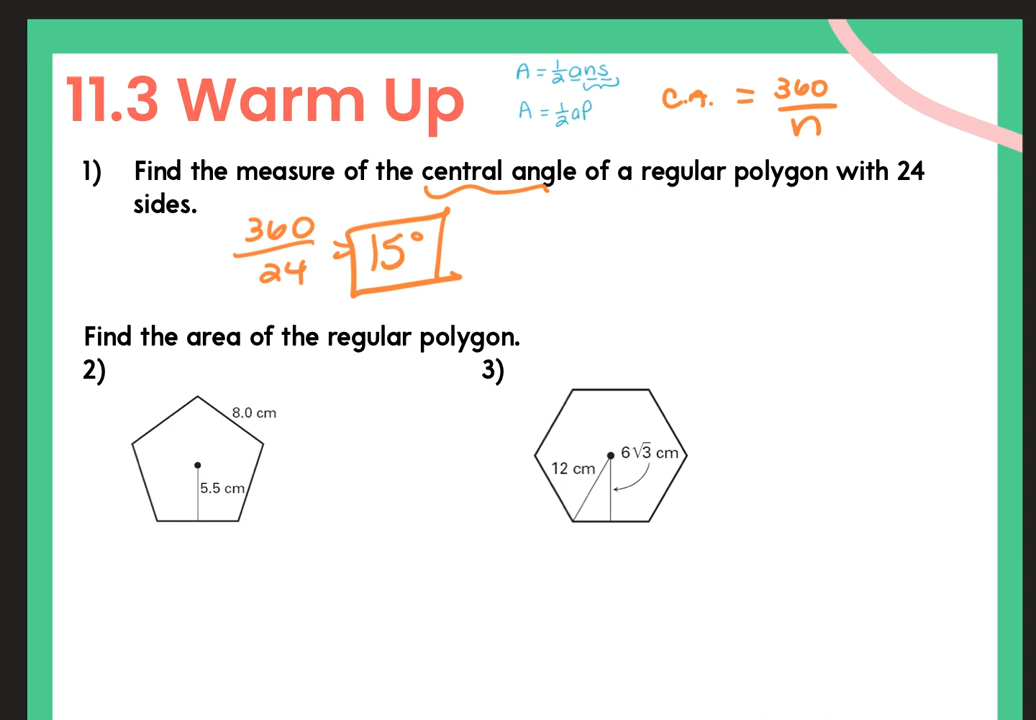 11.3 Warm Up
A = ½ans
A = ½aP
C.A. = 360/n
1) Find the measure of the central angle of a regular polygon with 24
sides.
360/24 = 15°
Find the area of the regular polygon.
2)
3)
8.0 cm
5.5 cm
6√3 cm
12 cm